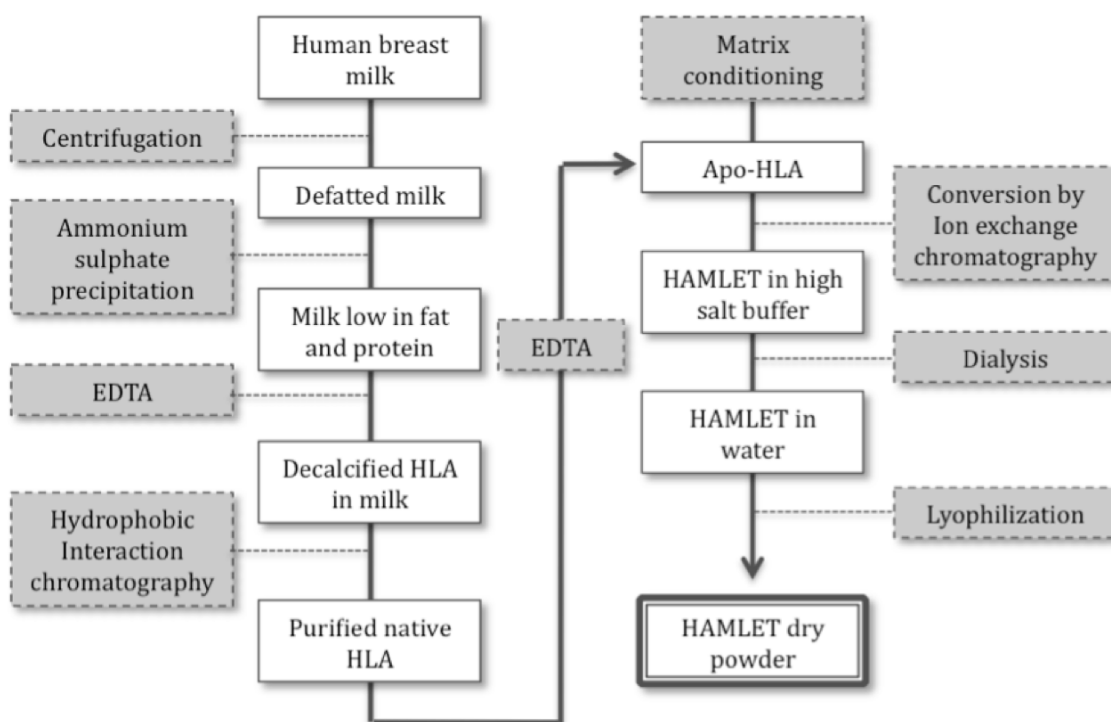 Human breast
milk
Centrifugation
Defatted milk
Ammonium
sulphate
precipitation
Milk low in fat
and protein
EDTA
Decalcified HLA
in milk
Hydrophobic
Interaction
chromatography
Purified native
HLA
EDTA
Matrix
conditioning
Apo-HLA
Conversion by
Ion exchange
chromatography
HAMLET in high
salt buffer
Dialysis
HAMLET in
water
Lyophilization
HAMLET dry
powder